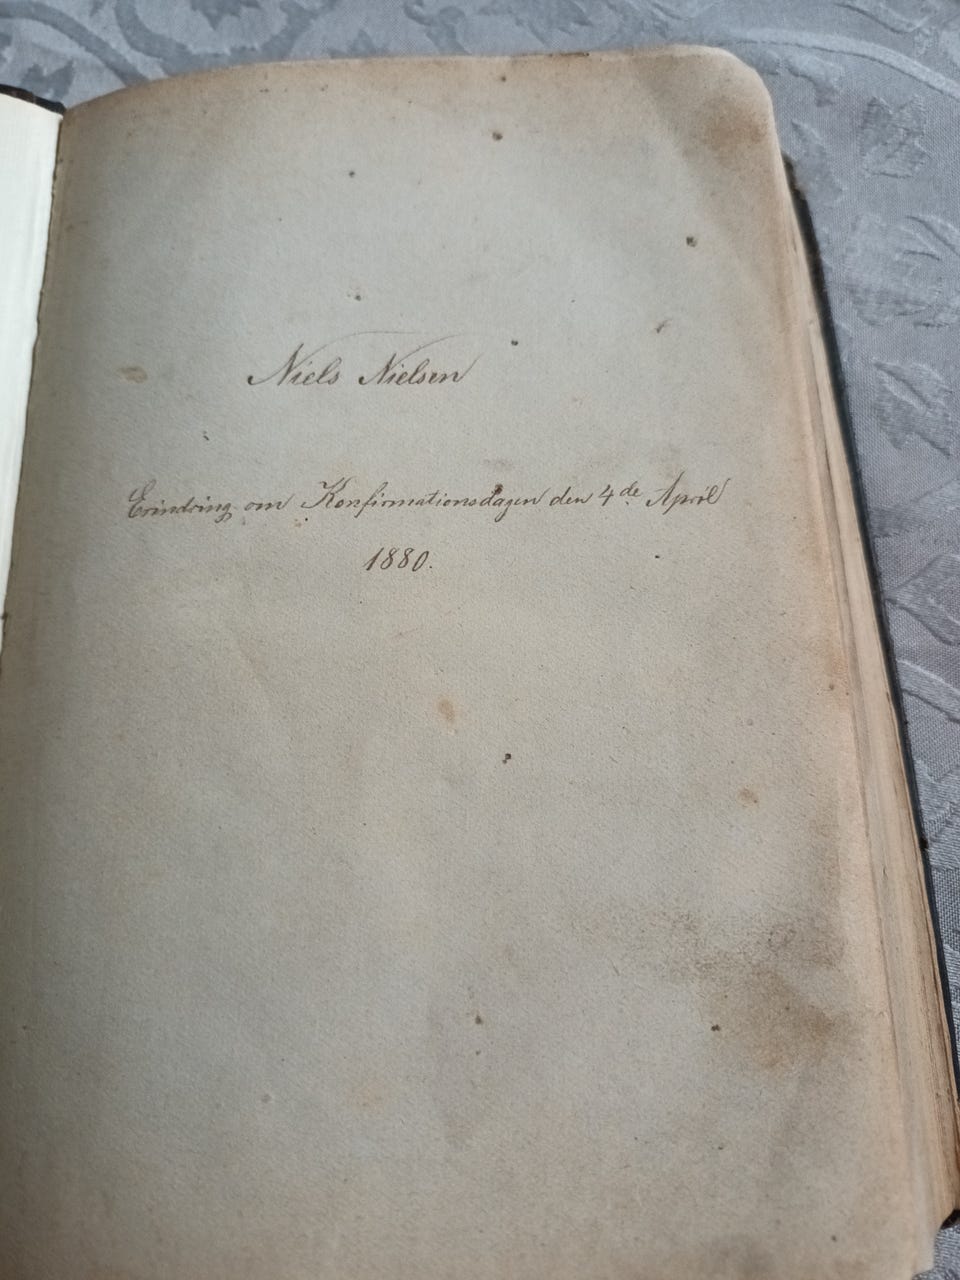 Niels Nielsen
Erindring om Konfirmationsdagen den 4de April
1880.